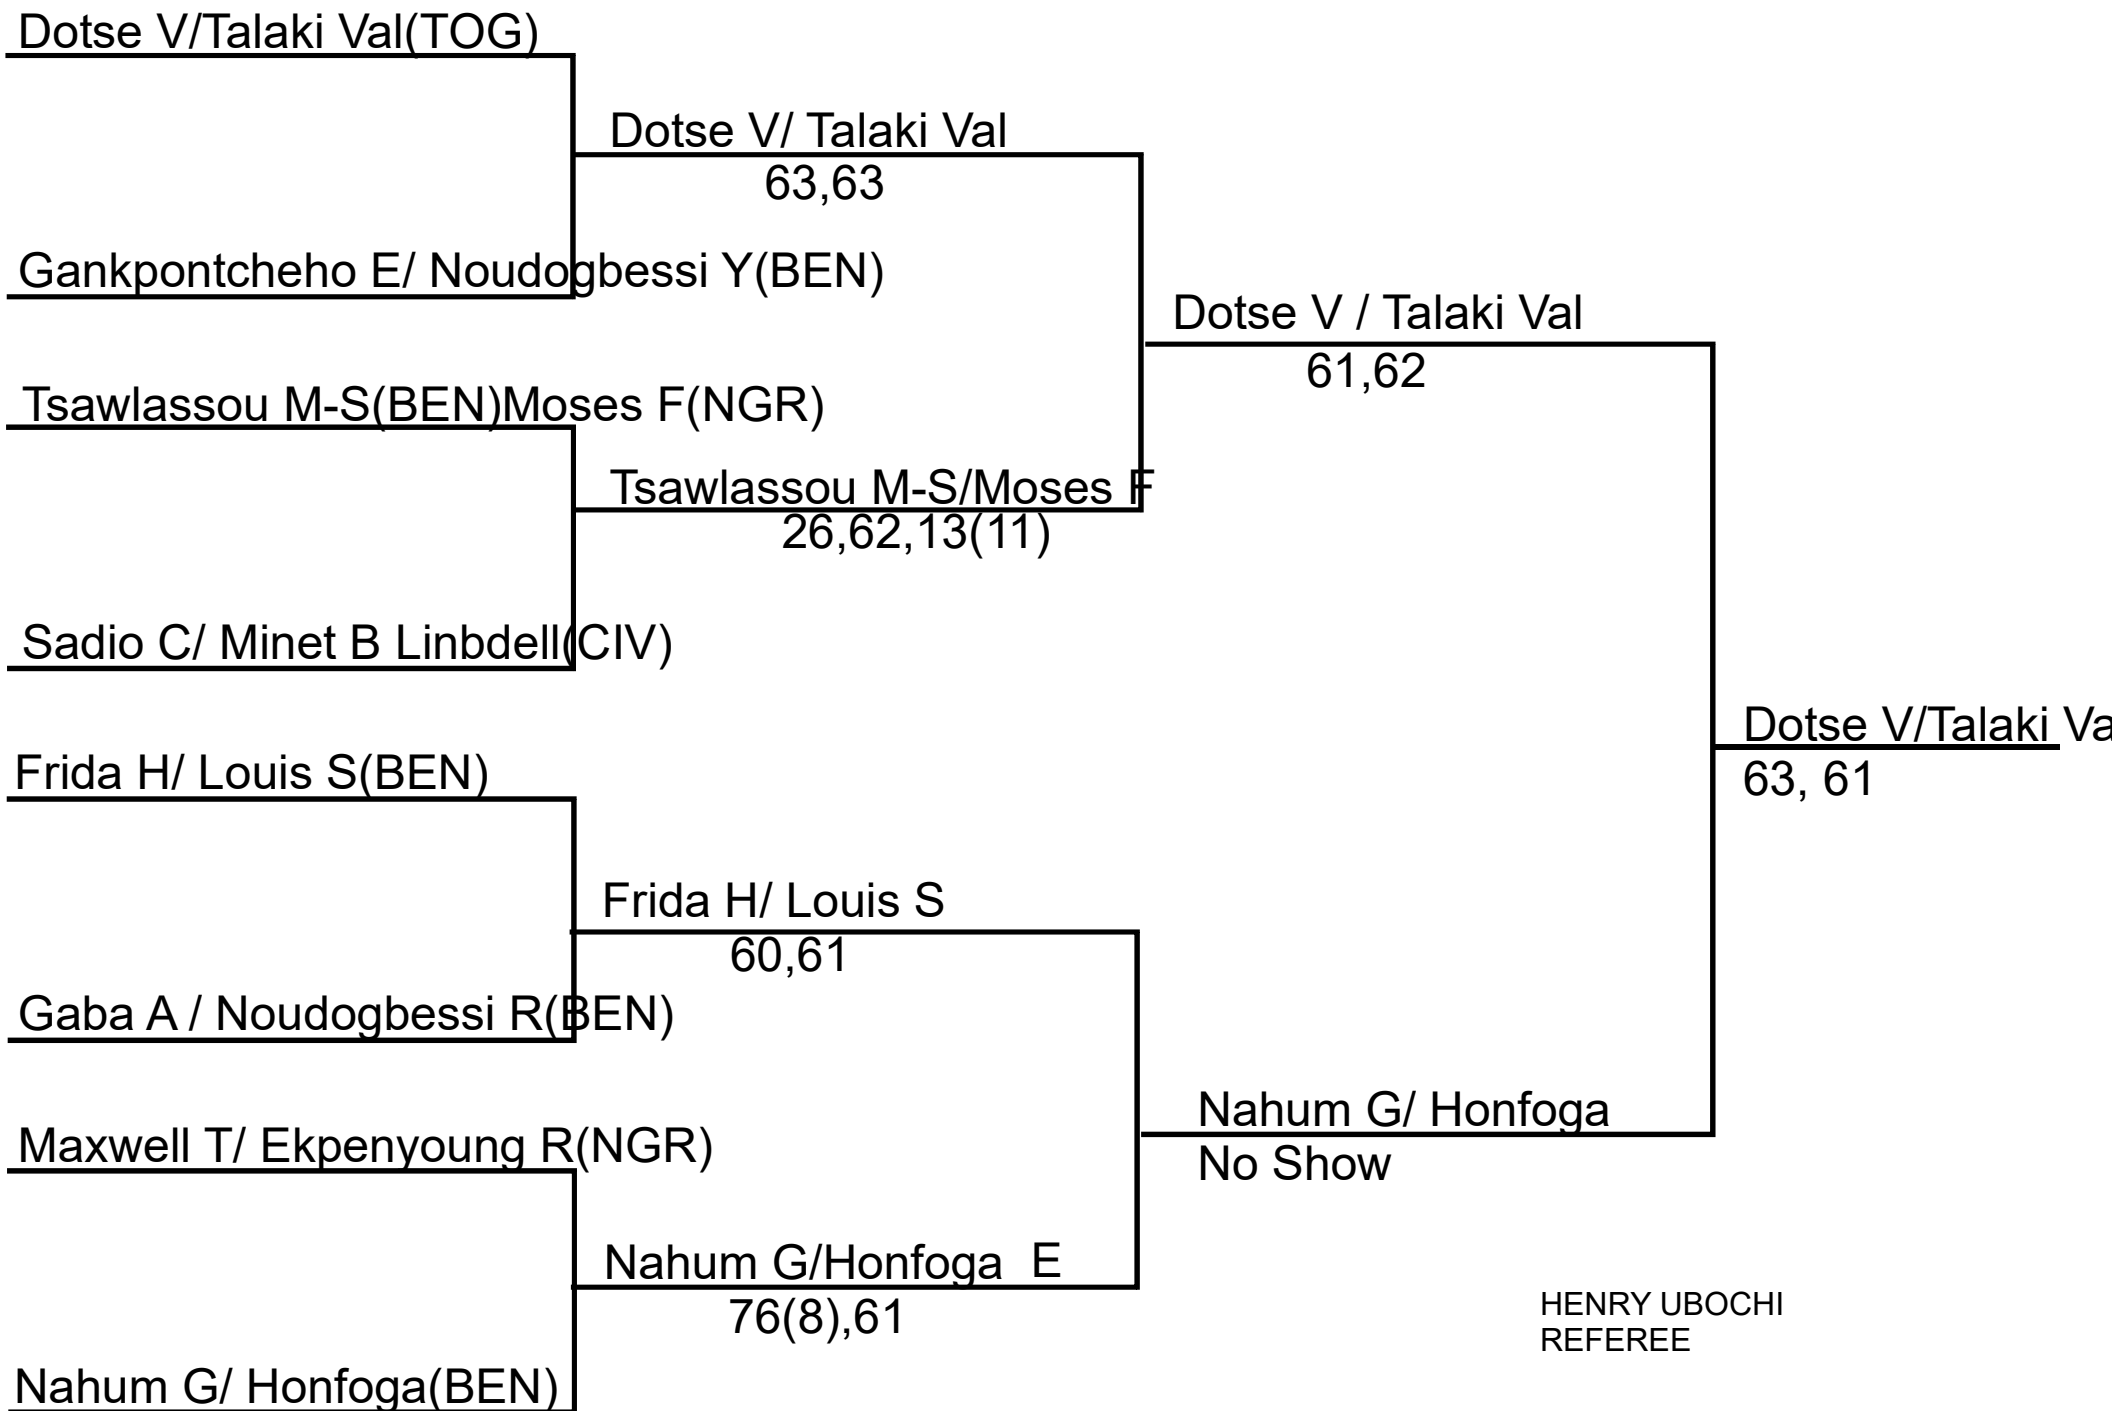 Dotse V/Talaki Val(TOG)
Dotse V/ Talaki Val
63,63
Gankpontcheho E/ Noudogbessi Y(BEN)
Dotse V / Talaki Val
61,62
Tsawlassou M-S(BEN)Moses F(NGR)
Tsawlassou M-S/Moses F
26,62,13(11)
Sadio C/ Minet B Linbdell(CIV)
Dotse V/Talaki Va
63, 61
Frida H/ Louis S(BEN)
Frida H/ Louis S
60,61
Gaba A / Noudogbessi R(BEN)
Nahum G/ Honfoga
No Show
Maxwell T/ Ekpenyoung R(NGR)
Nahum G/Honfoga E
76(8),61
HENRY UBOCHI
REFEREE
Nahum G/ Honfoga(BEN)